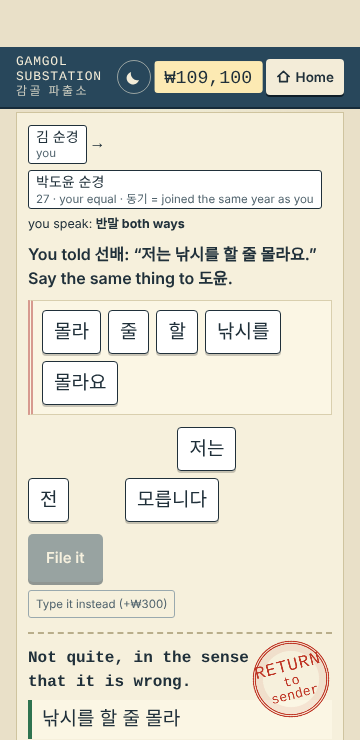 GAMGOL
SUBSTATION
감골 파출소
₩109,100
Home
김 순경
you
→
박도윤 순경
27 · your equal · 동기 = joined the same year as you
you speak: 반말 both ways
You told 선배: “저는 낚시를 할 줄 몰라요.”
Say the same thing to 도윤.
몰라 줄 할 낚시를
몰라요
저는
전 모릅니다
File it
Type it instead (+₩300)
Not quite, in the sense
that it is wrong.
RETURN
to
sender
낚시를 할 줄 몰라